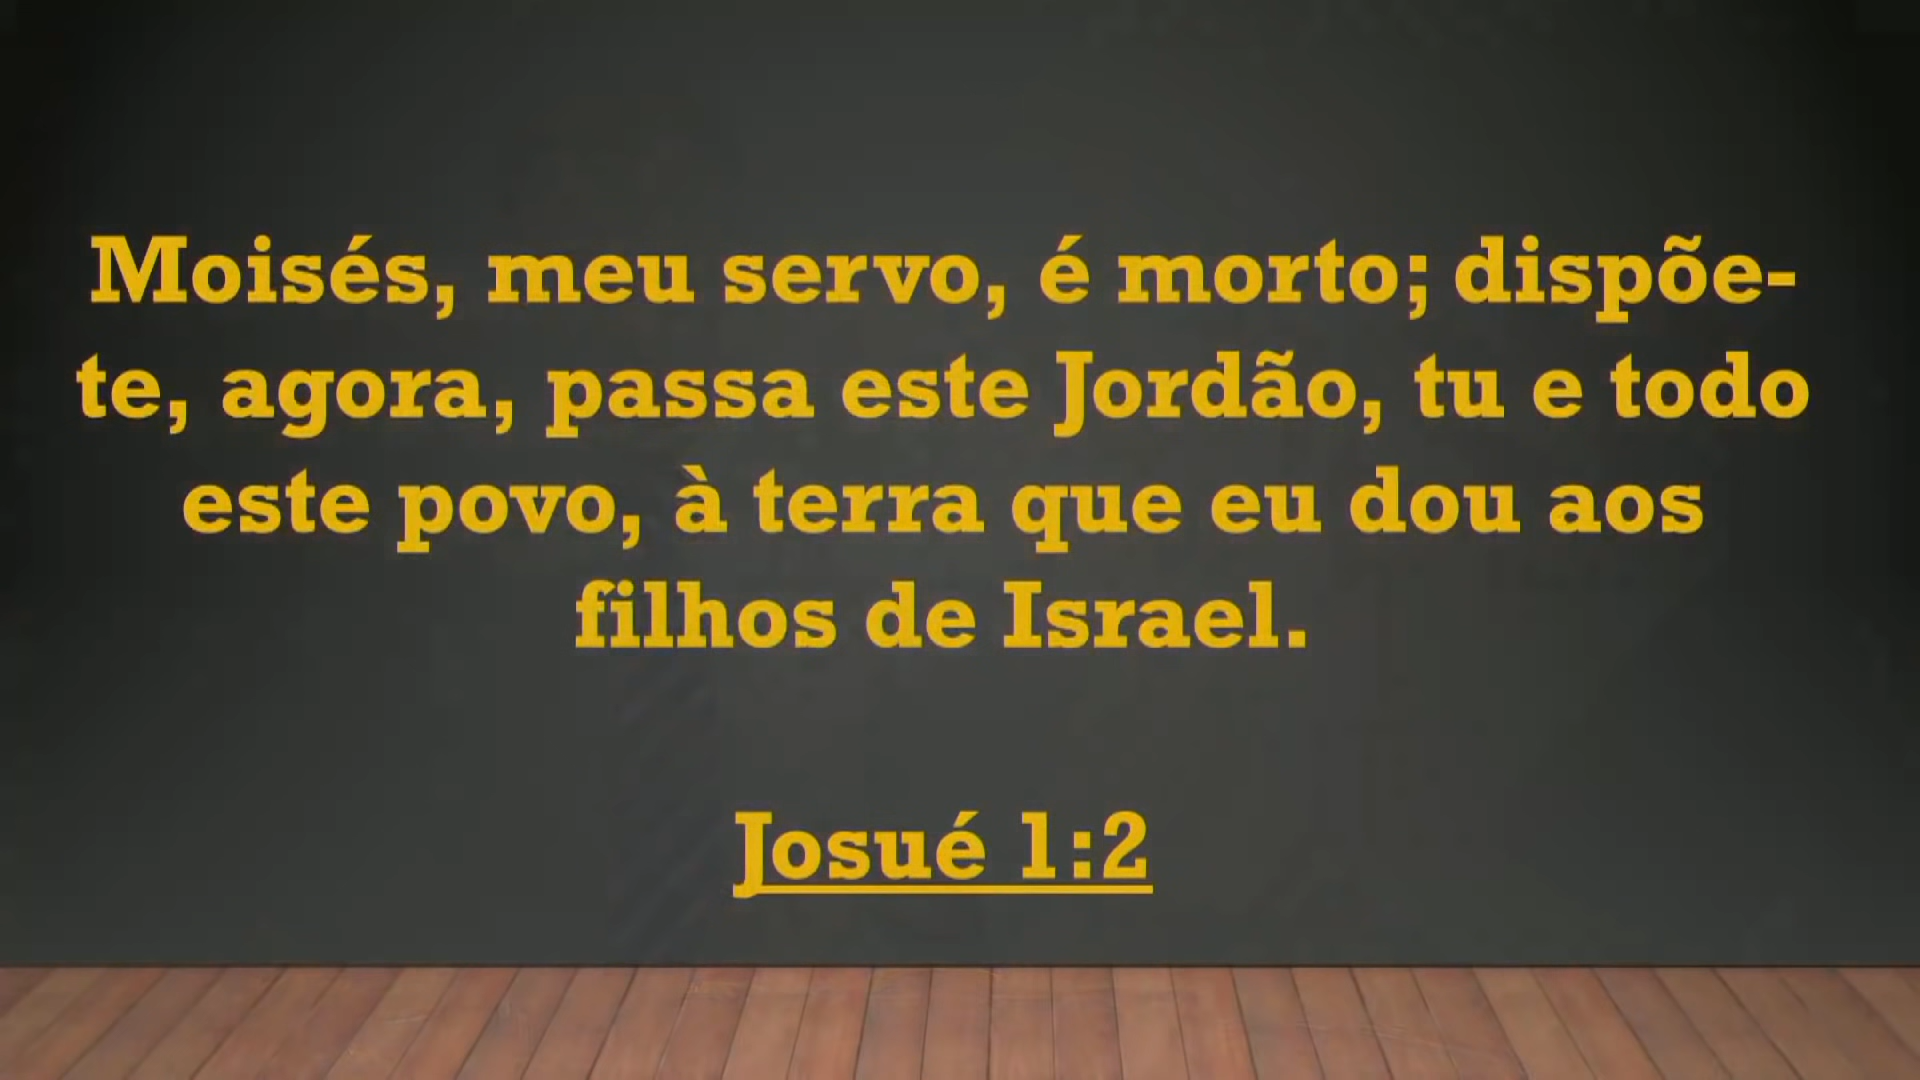 Moisés, meu servo, é morto; dispõe-
te, agora, passa este Jordão, tu e todo
este povo, à terra que eu dou aos
filhos de Israel.
Josué 1:2